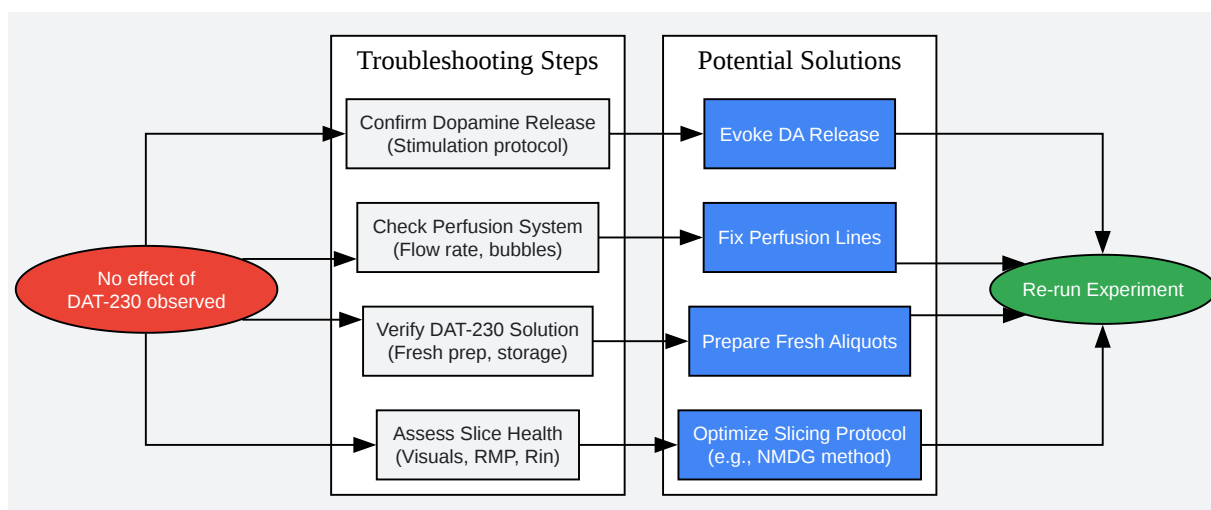 Troubleshooting Steps
Potential Solutions
Confirm Dopamine Release
(Stimulation protocol)
Evoke DA Release
Check Perfusion System
(Flow rate, bubbles)
Fix Perfusion Lines
No effect of
DAT-230 observed
Re-run Experiment
Verify DAT-230 Solution
(Fresh prep, storage)
Prepare Fresh Aliquots
Assess Slice Health
(Visuals, RMP, Rin)
Optimize Slicing Protocol
(e.g., NMDG method)